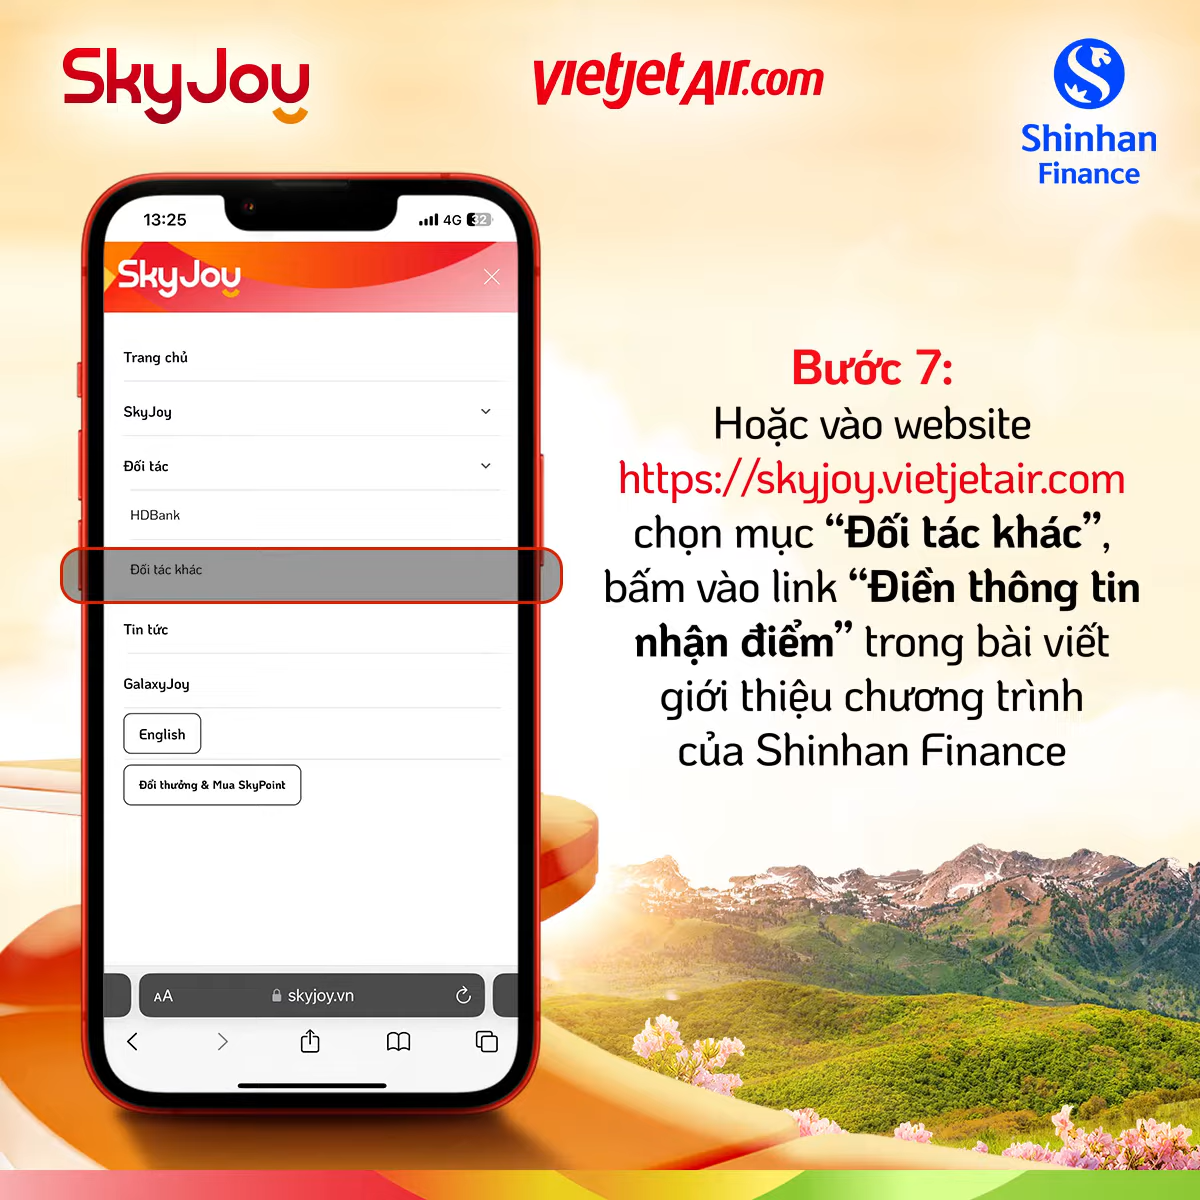 SkyJoy
vietjetAir.com
Shinhan
Finance
13:25
4G 32
SkyJoy
Trang chủ
SkyJoy
Đối tác
HDBank
Đối tác khác
Tin tức
GalaxyJoy
English
Đổi thưởng & Mua SkyPoint
AA
skyjoy.vn
Bước 7:
Hoặc vào website
https://skyjoy.vietjetair.com
chọn mục “Đối tác khác”,
bấm vào link “Điền thông tin
nhận điểm” trong bài viết
giới thiệu chương trình
của Shinhan Finance